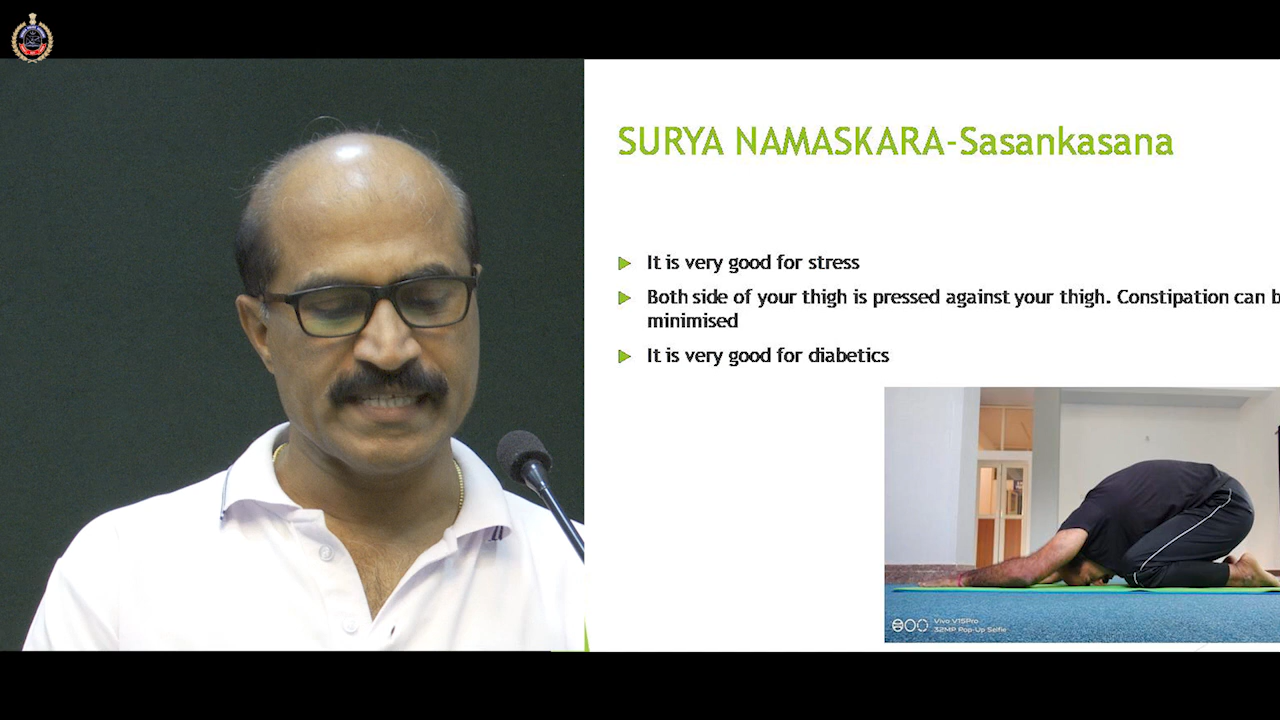 SURYA NAMASKARA-Sasankasana
It is very good for stress
Both side of your thigh is pressed against your thigh. Constipation can b
minimised
It is very good for diabetics
Vivo V15Pro
32MP Pop-Up Selfie